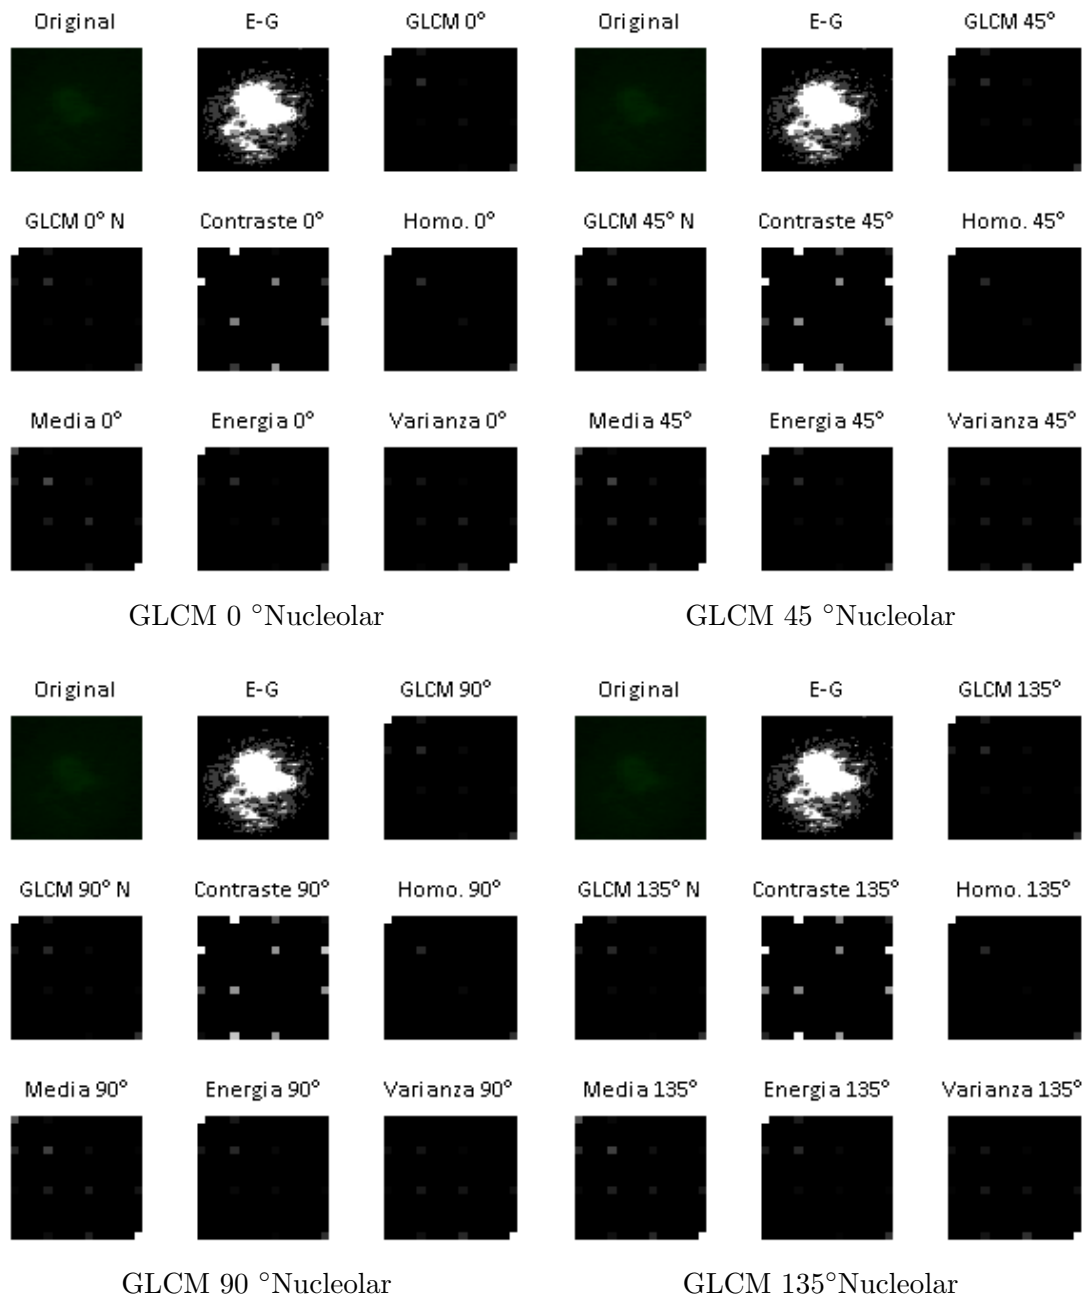 Original E-G GLCM 0° Original E-G GLCM 45°
GLCM 0° N Contraste 0° Homo. 0° GLCM 45° N Contraste 45° Homo. 45°
Media 0° Energia 0° Varianza 0° Media 45° Energia 45° Varianza 45°
GLCM 0 °Nucleolar GLCM 45 °Nucleolar
Original E-G GLCM 90° Original E-G GLCM 135°
GLCM 90° N Contraste 90° Homo. 90° GLCM 135° N Contraste 135° Homo. 135°
Media 90° Energia 90° Varianza 90° Media 135° Energia 135° Varianza 135°
GLCM 90 °Nucleolar GLCM 135°Nucleolar